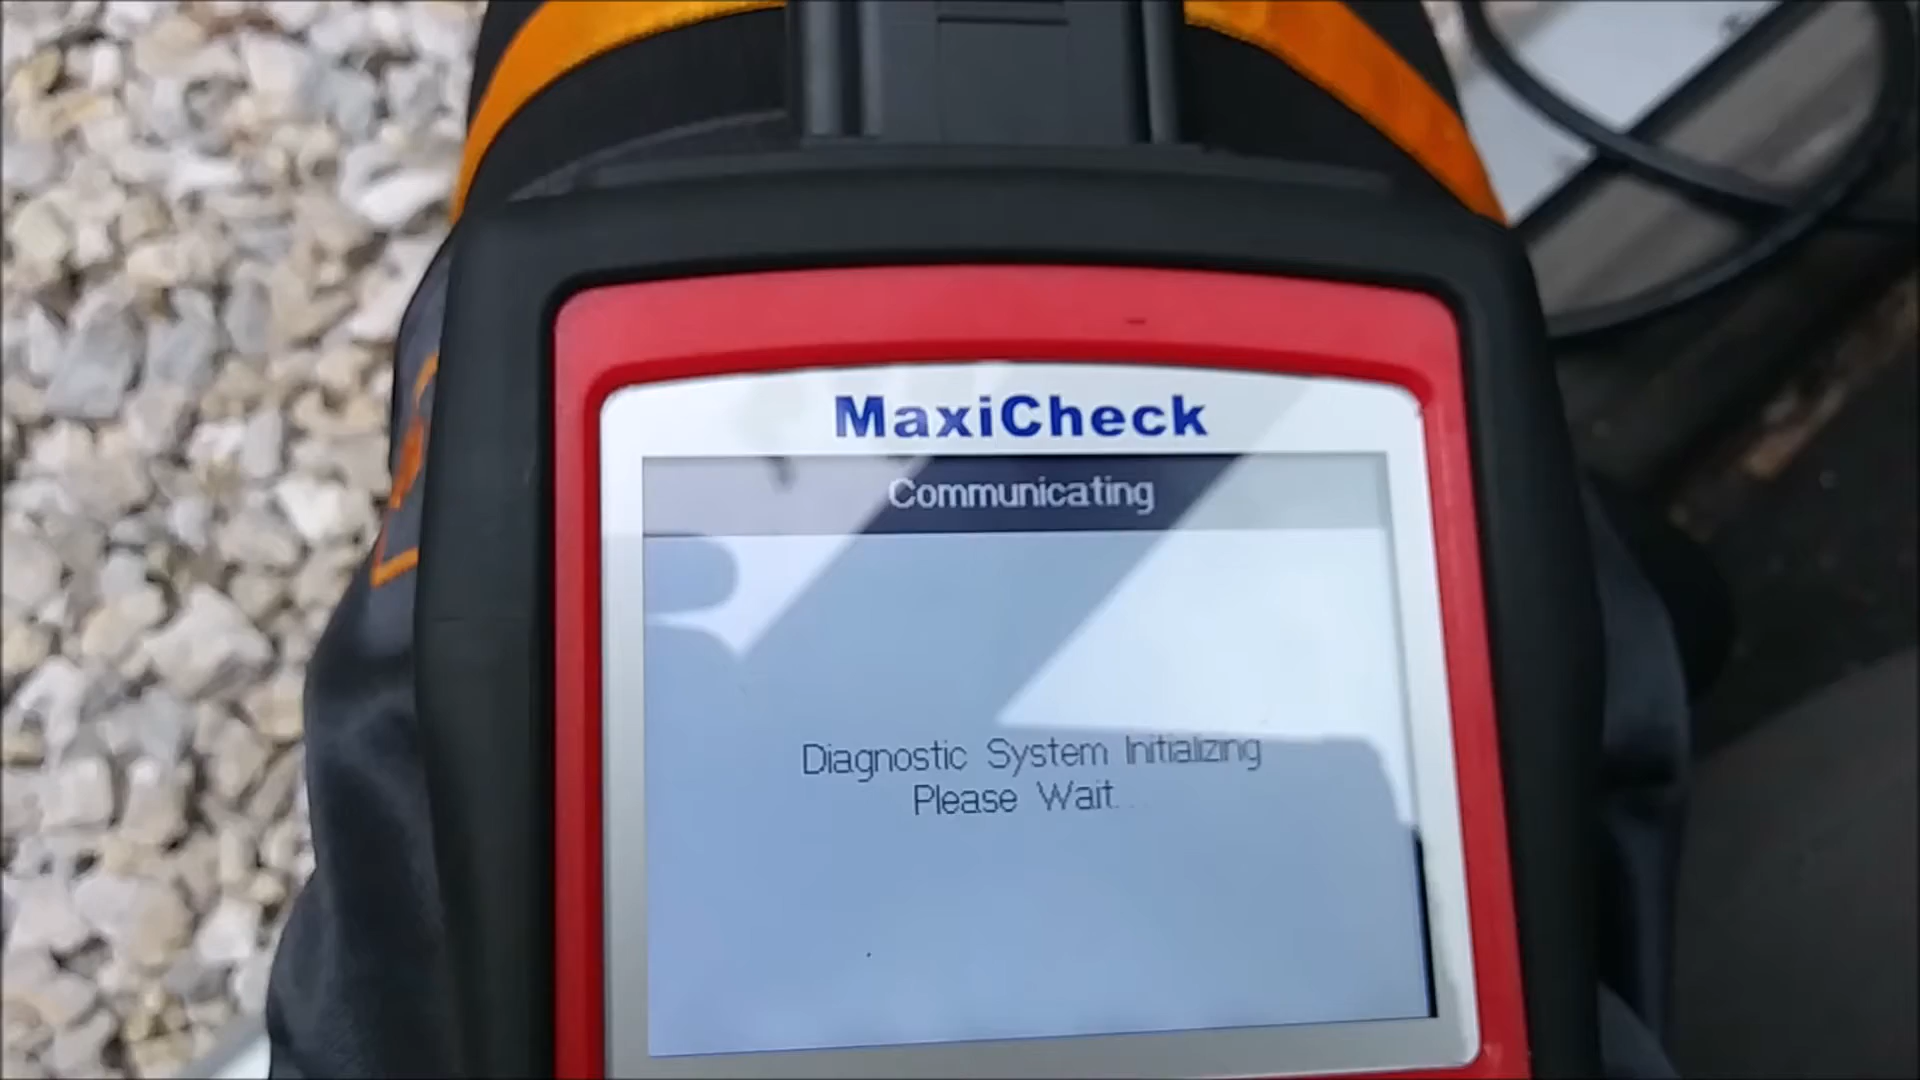 MaxiCheck
Communicating
Diagnostic System Initializing
Please Wait..